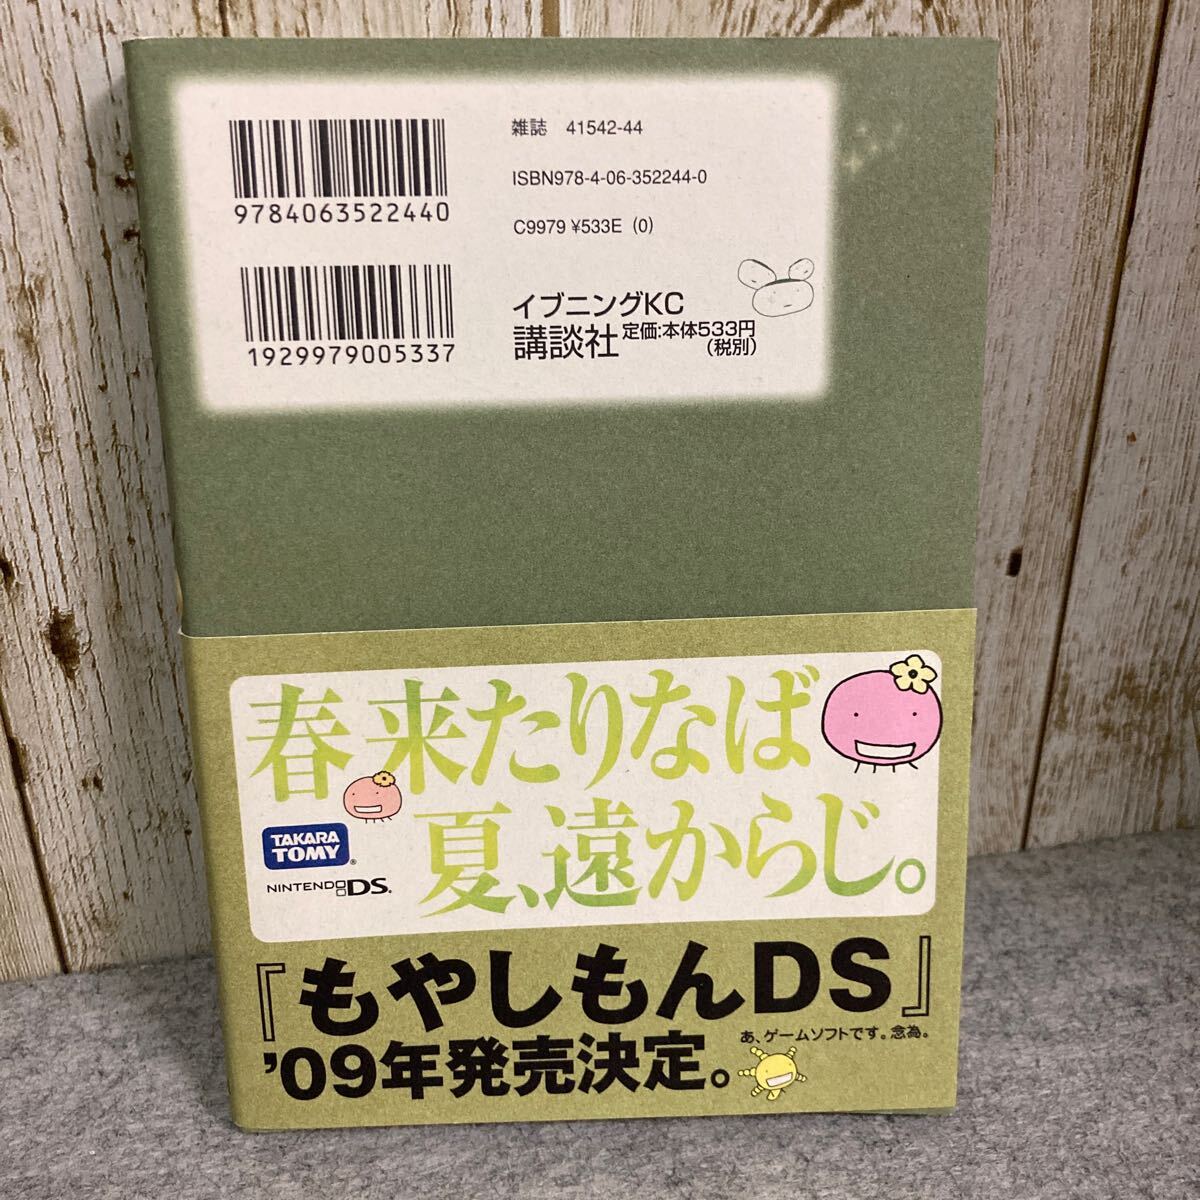 9784063522440
雑誌 41542-44
ISBN978-4-06-352244-0
C9979 ¥533E (0)
1929979005337
イブニングKC
講談社 定価:本体533円
(税別)
春来たりなば
夏、遠からじ。
TAKARA
TOMY®
NINTENDO DS®
『もやしもんDS』
'09年発売決定。
あ、ゲームソフトです。念為。